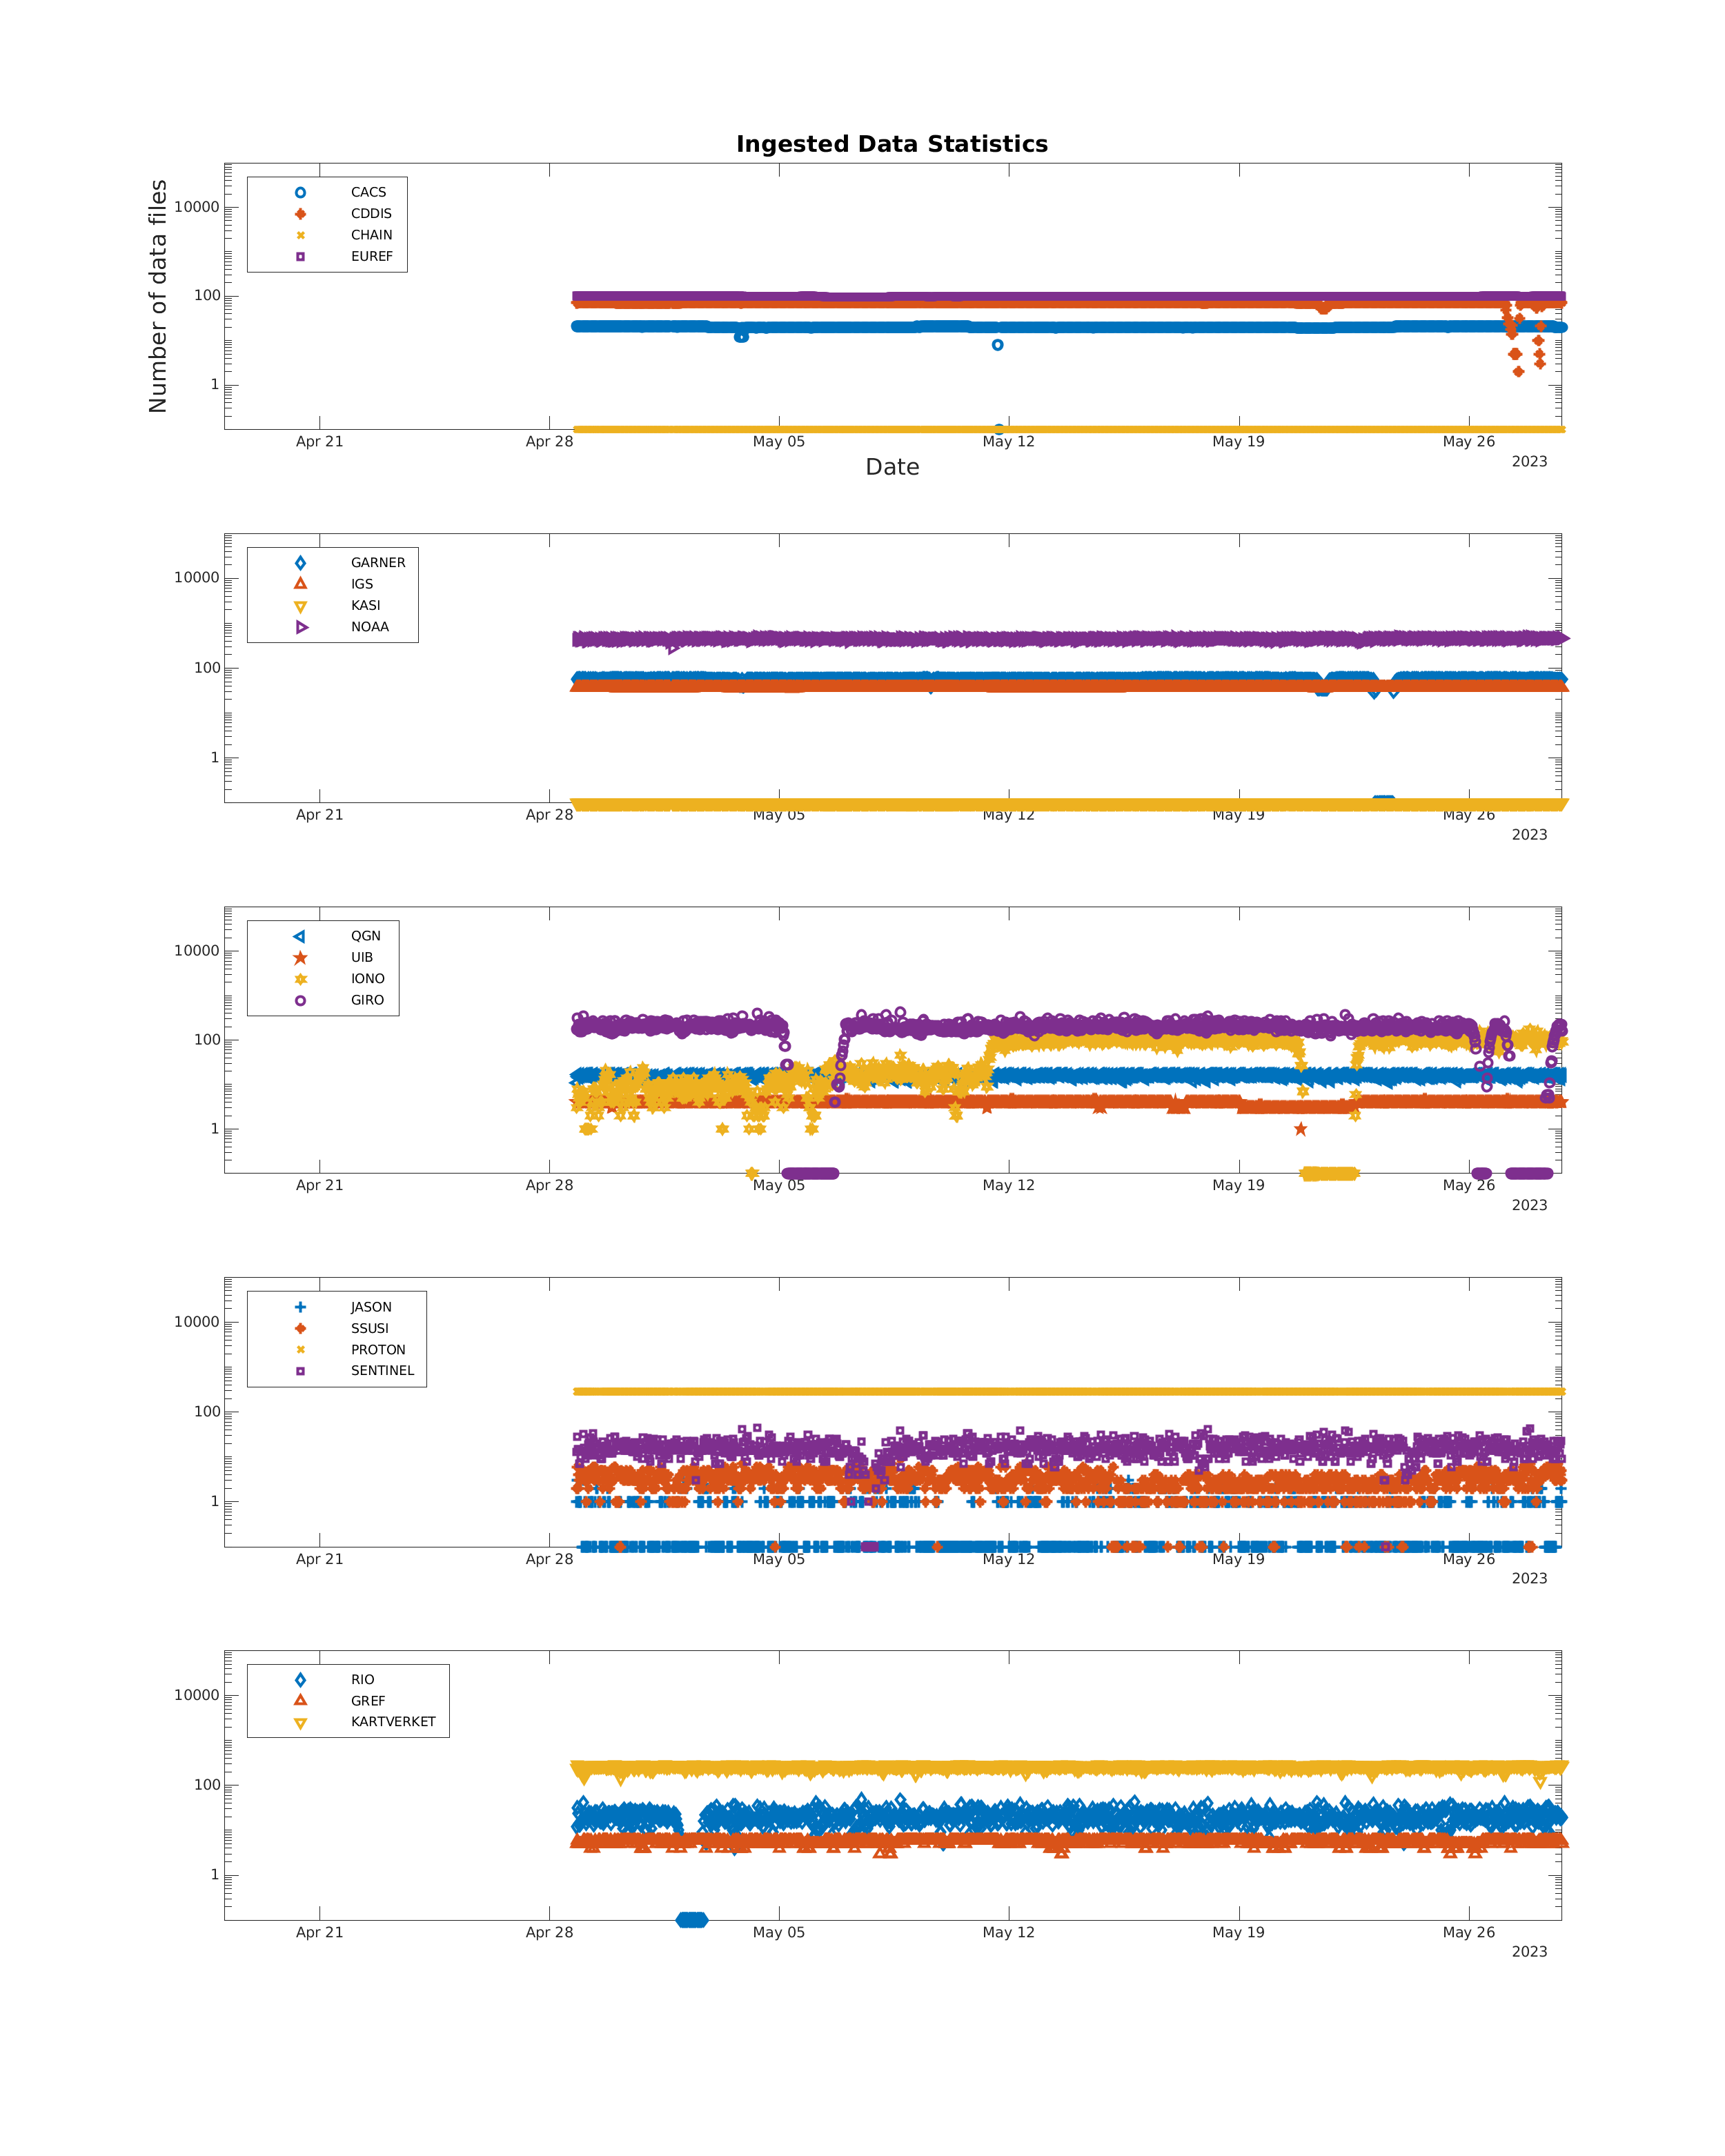 Ingested Data Statistics
Number of data files
CACS
CDDIS
CHAIN
EUREF
10000
100
1
Apr 21 Apr 28 May 05 May 12 May 19 May 26
2023
Date
GARNER
IGS
KASI
NOAA
10000
100
1
Apr 21 Apr 28 May 05 May 12 May 19 May 26
2023
QGN
UIB
IONO
GIRO
10000
100
1
Apr 21 Apr 28 May 05 May 12 May 19 May 26
2023
JASON
SSUSI
PROTON
SENTINEL
10000
100
1
Apr 21 Apr 28 May 05 May 12 May 19 May 26
2023
RIO
GREF
KARTVERKET
10000
100
1
Apr 21 Apr 28 May 05 May 12 May 19 May 26
2023